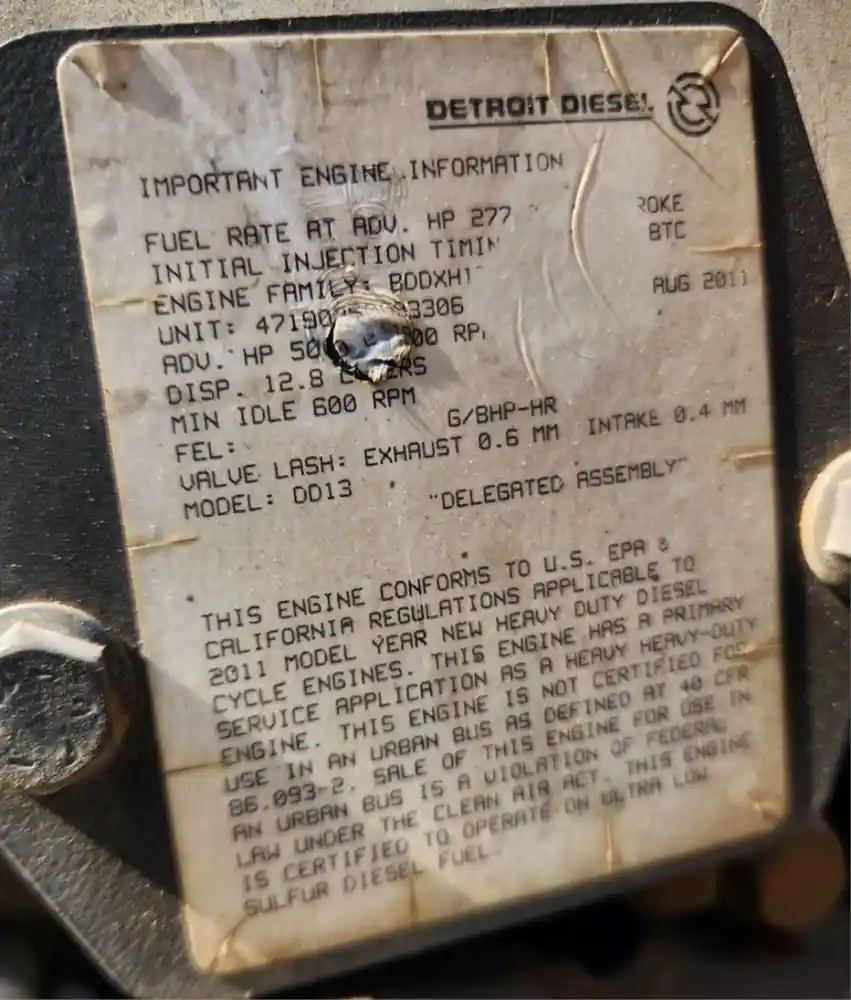 DETROIT DIESEL
IMPORTANT ENGINE INFORMATION
FUEL RATE AT ADV. HP 277 ROKE
INITIAL INJECTION TIMIN BTC
ENGINE FAMILY: BDDXH1 AUG 2011
UNIT: 3306
ADV. HP RP
DISP. 12.8
MIN IDLE 600 RPM
FEL: G/BHP-HR
VALVE LASH: EXHAUST 0.6 MM INTAKE 0.4 MM
MODEL: DD13 "DELEGATED ASSEMBLY"
THIS ENGINE CONFORMS TO U.S. EPA &
CALIFORNIA REGULATIONS APPLICABLE TO
2011 MODEL YEAR NEW HEAVY DUTY DIESEL
CYCLE ENGINES. THIS ENGINE HAS A PRIMARY
SERVICE APPLICATION AS A HEAVY HEAVY-DUTY
ENGINE. THIS ENGINE IS NOT CERTIFIED FOR
USE IN AN URBAN BUS AS DEFINED AT 40 CFR
86.093-2. SALE OF THIS ENGINE FOR USE IN
AN URBAN BUS IS A VIOLATION OF FEDERAL
LAW UNDER THE CLEAN AIR ACT. THIS ENGINE
IS CERTIFIED TO OPERATE ON ULTRA LOW
SULFUR DIESEL FUEL.